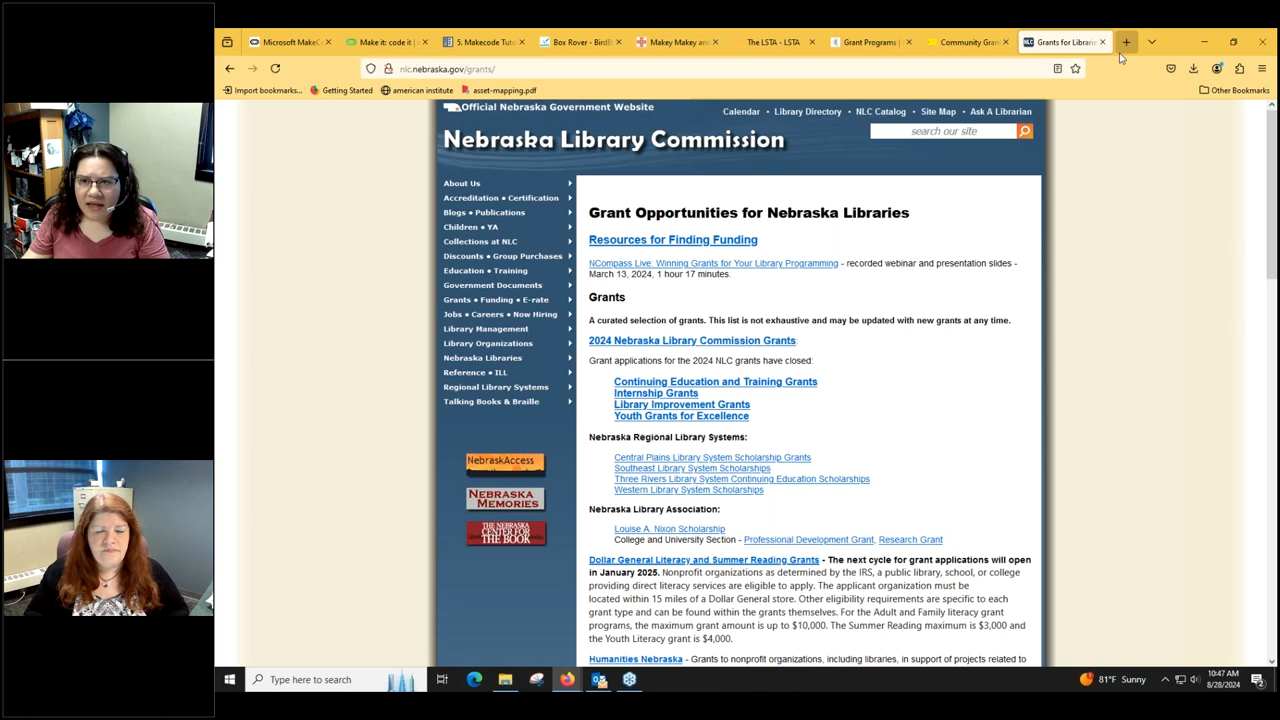 Microsoft MakeC
Make it: code it |
5. Makecode Tuto
Box Rover - BirdB
Makey Makey an
The LSTA - LSTA
Grant Programs |
Community Gran
Grants for Librarie
nlc.nebraska.gov/grants/
Import bookmarks...
Getting Started
american institute
asset-mapping.pdf
Other Bookmarks
Official Nebraska Government Website
Calendar • Library Directory • NLC Catalog • Site Map • Ask A Librarian
Nebraska Library Commission
search our site
About Us
Accreditation • Certification
Blogs • Publications
Children • YA
Collections at NLC
Discounts • Group Purchases
Education • Training
Government Documents
Grants • Funding • E-rate
Jobs • Careers • Now Hiring
Library Management
Library Organizations
Nebraska Libraries
Reference • ILL
Regional Library Systems
Talking Books & Braille
NebraskAccess
NEBRASKA
MEMORIES
THE NEBRASKA
CENTER FOR
THE BOOK
Grant Opportunities for Nebraska Libraries
Resources for Finding Funding
NCompass Live: Winning Grants for Your Library Programming - recorded webinar and presentation slides -
March 13, 2024, 1 hour 17 minutes.
Grants
A curated selection of grants. This list is not exhaustive and may be updated with new grants at any time.
2024 Nebraska Library Commission Grants
Grant applications for the 2024 NLC grants have closed:
Continuing Education and Training Grants
Internship Grants
Library Improvement Grants
Youth Grants for Excellence
Nebraska Regional Library Systems:
Central Plains Library System Scholarship Grants
Southeast Library System Scholarships
Three Rivers Library System Continuing Education Scholarships
Western Library System Scholarships
Nebraska Library Association:
Louise A. Nixon Scholarship
College and University Section - Professional Development Grant, Research Grant
Dollar General Literacy and Summer Reading Grants - The next cycle for grant applications will open
in January 2025. Nonprofit organizations as determined by the IRS, a public library, school, or college
providing direct literacy services are eligible to apply. The applicant organization must be
located within 15 miles of a Dollar General store. Other eligibility requirements are specific to each
grant type and can be found within the grants themselves. For the Adult and Family literacy grant
programs, the maximum grant amount is up to $10,000. The Summer Reading maximum is $3,000 and
the Youth Literacy grant is $4,000.
Humanities Nebraska - Grants to nonprofit organizations, including libraries, in support of projects related to
Type here to search
81°F Sunny
10:47 AM
8/28/2024
2